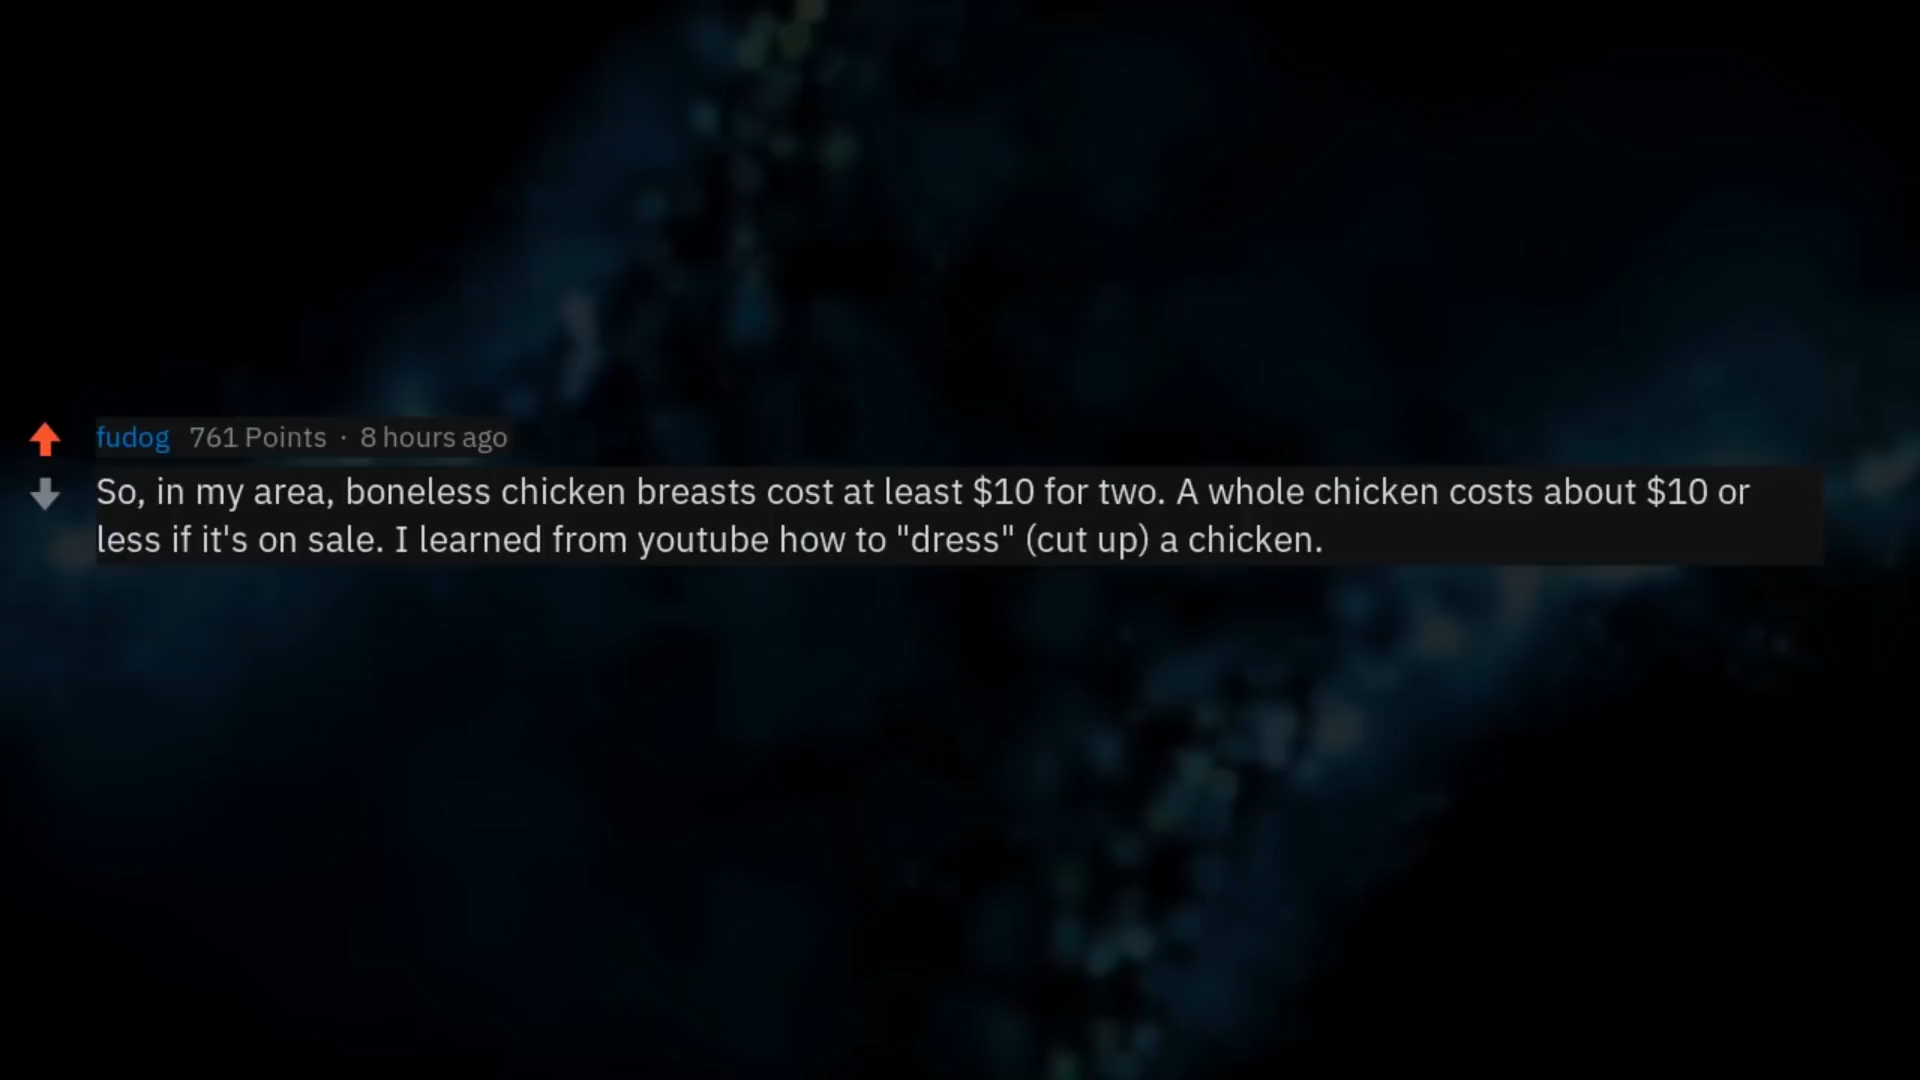 fudog 761 Points · 8 hours ago
So, in my area, boneless chicken breasts cost at least $10 for two. A whole chicken costs about $10 or
less if it's on sale. I learned from youtube how to "dress" (cut up) a chicken.